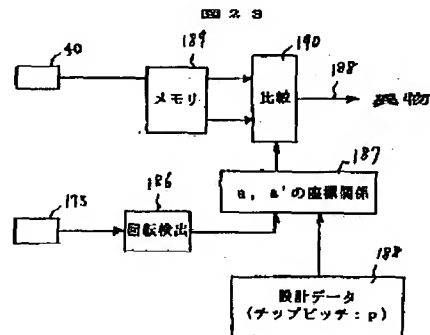 図23
40
189
メモリ
190
比較
188
異物
187
a, a'の座標関係
175
186
回転検出
188
設計データ
(チップピッチ:p)